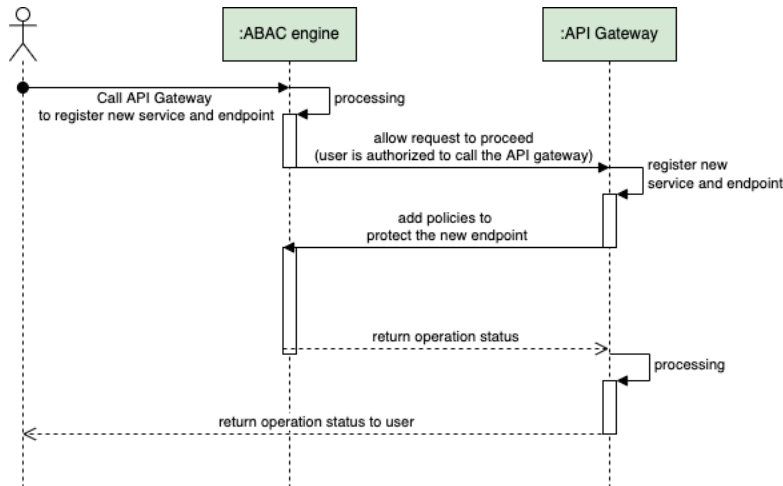 :ABAC engine
:API Gateway
Call API Gateway
to register new service and endpoint
processing
allow request to proceed
(user is authorized to call the API gateway)
register new
service and endpoint
add policies to
protect the new endpoint
return operation status
processing
return operation status to user